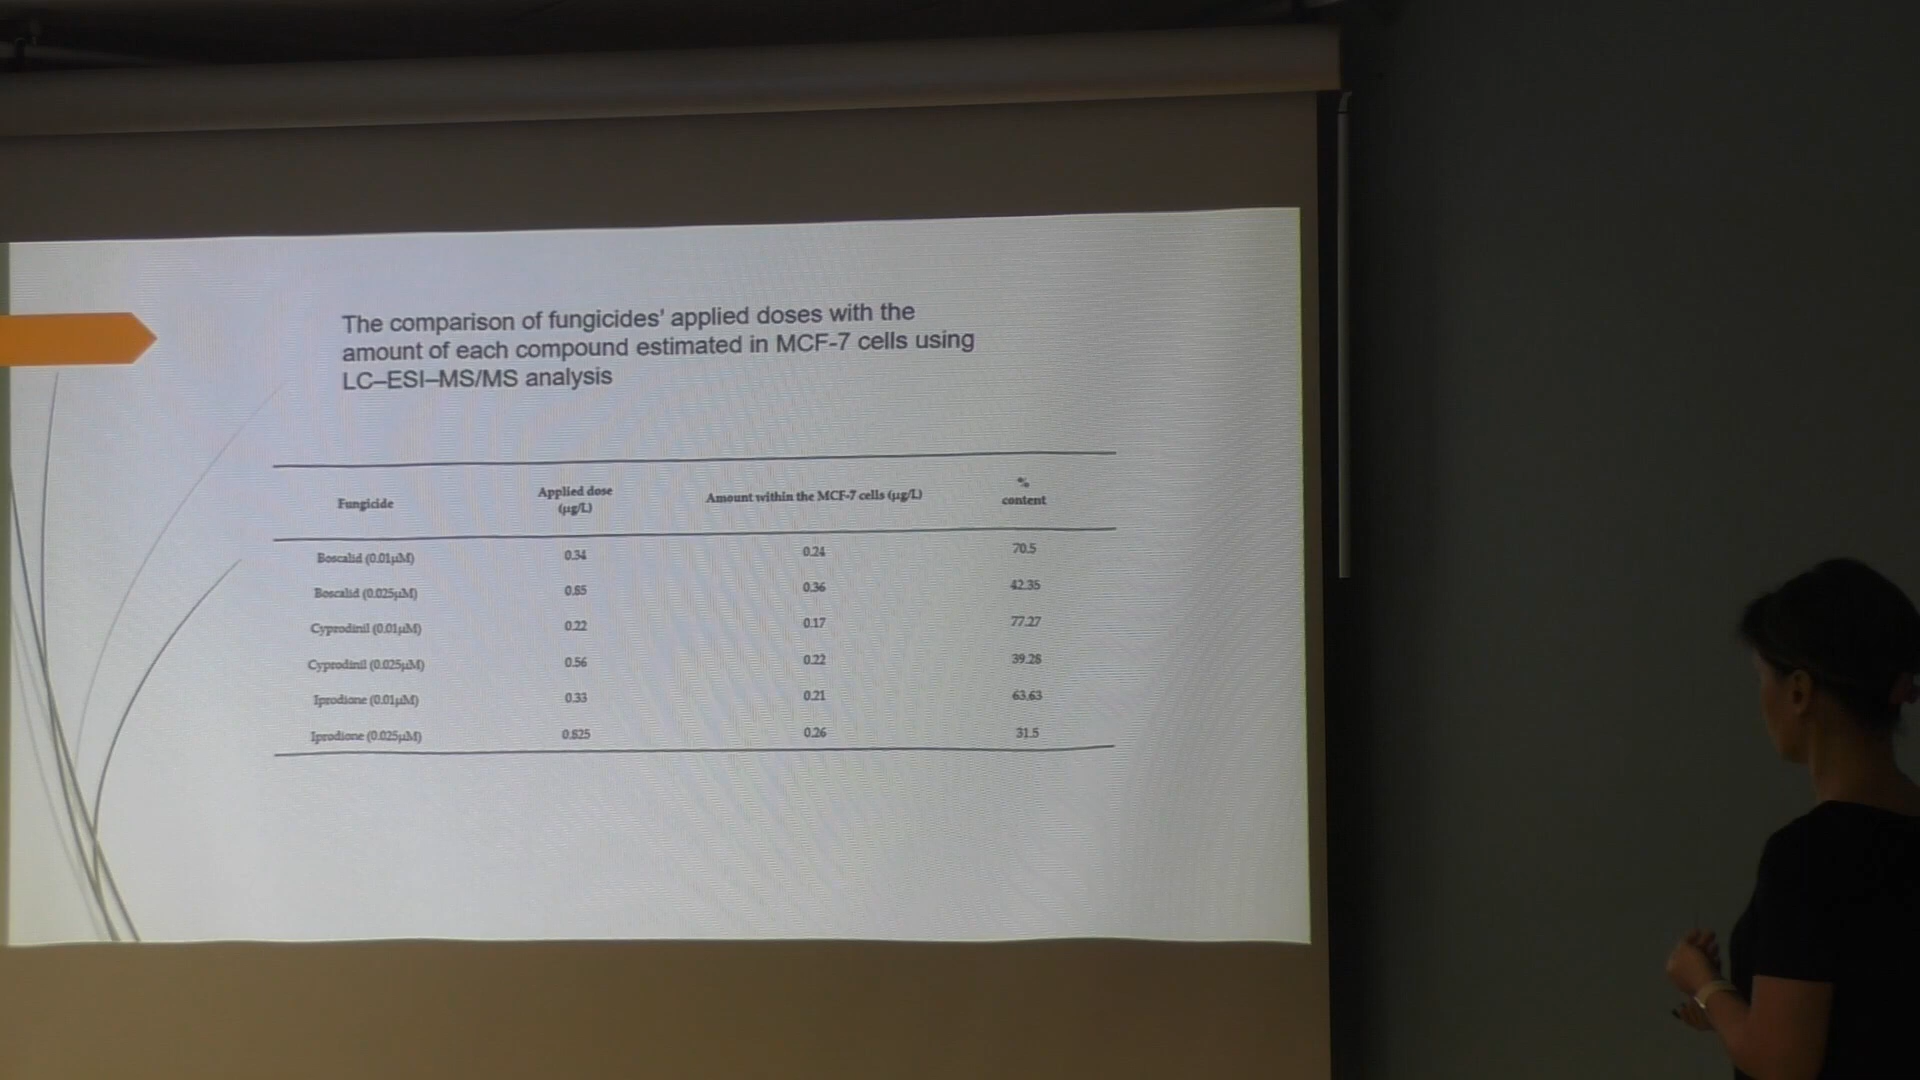 The comparison of fungicides' applied doses with the
amount of each compound estimated in MCF-7 cells using
LC–ESI–MS/MS analysis
Fungicide
Applied dose
(µg/L)
Amount within the MCF-7 cells (µg/L)
%
content
Boscalid (0.01µM) 0.34 0.24 70.5
Boscalid (0.025µM) 0.85 0.36 42.35
Cyprodinil (0.01µM) 0.22 0.17 77.27
Cyprodinil (0.025µM) 0.56 0.22 39.28
Iprodione (0.01µM) 0.33 0.21 63.63
Iprodione (0.025µM) 0.825 0.26 31.5